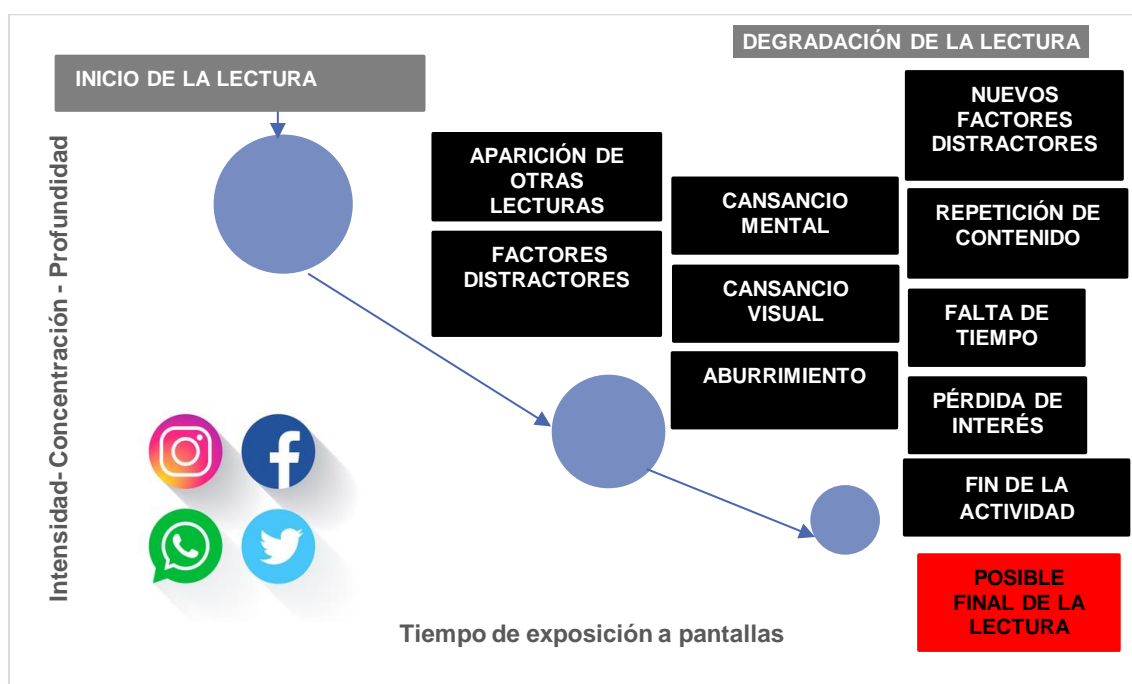 DEGRADACIÓN DE LA LECTURA
INICIO DE LA LECTURA
Intensidad- Concentración - Profundidad
APARICIÓN DE
OTRAS
LECTURAS
FACTORES
DISTRACTORES
CANSANCIO
MENTAL
CANSANCIO
VISUAL
ABURRIMIENTO
NUEVOS
FACTORES
DISTRACTORES
REPETICIÓN DE
CONTENIDO
FALTA DE
TIEMPO
PÉRDIDA DE
INTERÉS
FIN DE LA
ACTIVIDAD
POSIBLE
FINAL DE LA
LECTURA
Tiempo de exposición a pantallas